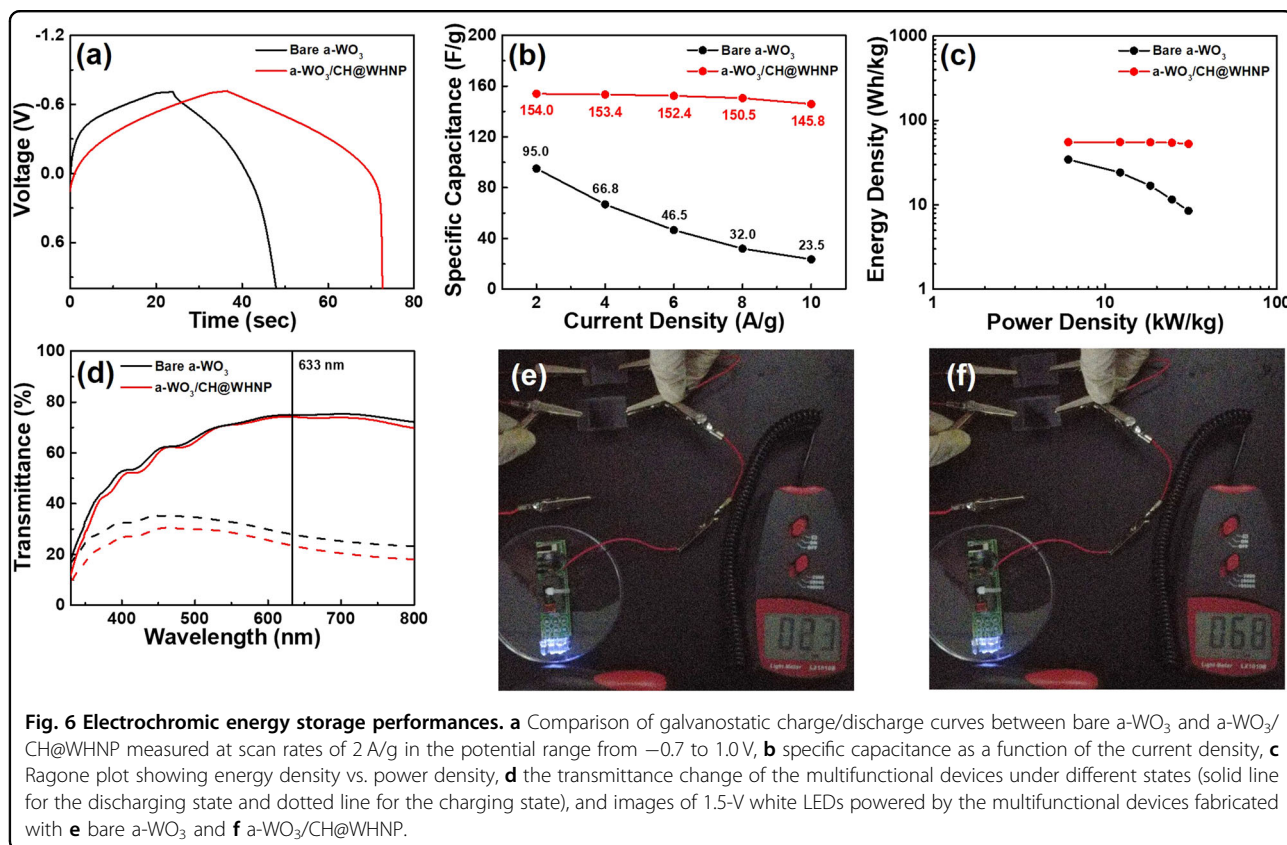 (a)
Bare a-WO₃
a-WO₃/CH@WHNP
-1.2
-0.6
0.0
0.6
Voltage (V)
0 20 40 60 80
Time (sec)
(b)
Bare a-WO₃
a-WO₃/CH@WHNP
200
160
120
80
40
0
Specific Capacitance (F/g)
154.0 153.4 152.4 150.5 145.8
95.0
66.8
46.5
32.0
23.5
2 4 6 8 10
Current Density (A/g)
(c)
Bare a-WO₃
a-WO₃/CH@WHNP
1000
100
10
1
Energy Density (Wh/kg)
1 10 100
Power Density (kW/kg)
(d)
Bare a-WO₃
a-WO₃/CH@WHNP
633 nm
100
80
60
40
20
0
Transmittance (%)
400 500 600 700 800
Wavelength (nm)
(e)
02.3
Light Meter LX1010B
(f)
06.8
Light Meter LX1010B
Fig. 6 Electrochromic energy storage performances. a Comparison of galvanostatic charge/discharge curves between bare a-WO₃ and a-WO₃/
CH@WHNP measured at scan rates of 2 A/g in the potential range from −0.7 to 1.0 V, b specific capacitance as a function of the current density, c
Ragone plot showing energy density vs. power density, d the transmittance change of the multifunctional devices under different states (solid line
for the discharging state and dotted line for the charging state), and images of 1.5-V white LEDs powered by the multifunctional devices fabricated
with e bare a-WO₃ and f a-WO₃/CH@WHNP.